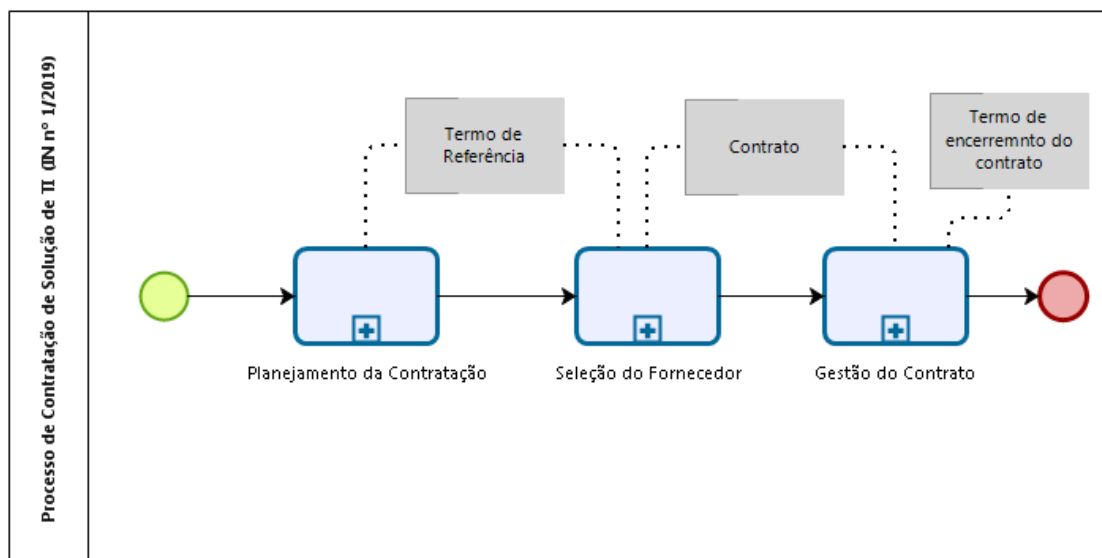 Processo de Contratação de Solução de TI (IN nº 1/2019)
Termo de
Referência
Contrato
Termo de
encerremnto do
contrato
Planejamento da Contratação
Seleção do Fornecedor
Gestão do Contrato